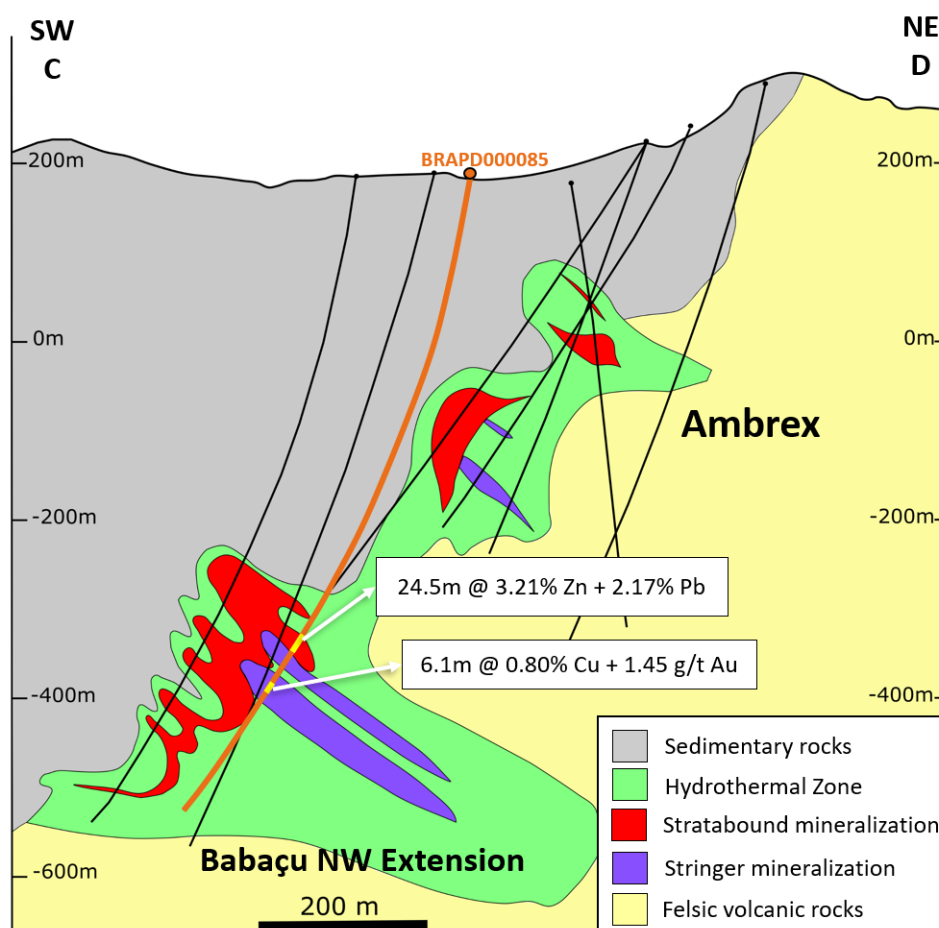 SW
C
NE
D
BRAPD000085
200m
200m
0m
0m
Ambrex
-200m
-200m
24.5m @ 3.21% Zn + 2.17% Pb
6.1m @ 0.80% Cu + 1.45 g/t Au
-400m
-400m
Sedimentary rocks
Hydrothermal Zone
Stratabound mineralization
Stringer mineralization
Felsic volcanic rocks
-600m
Babaçu NW Extension
200 m